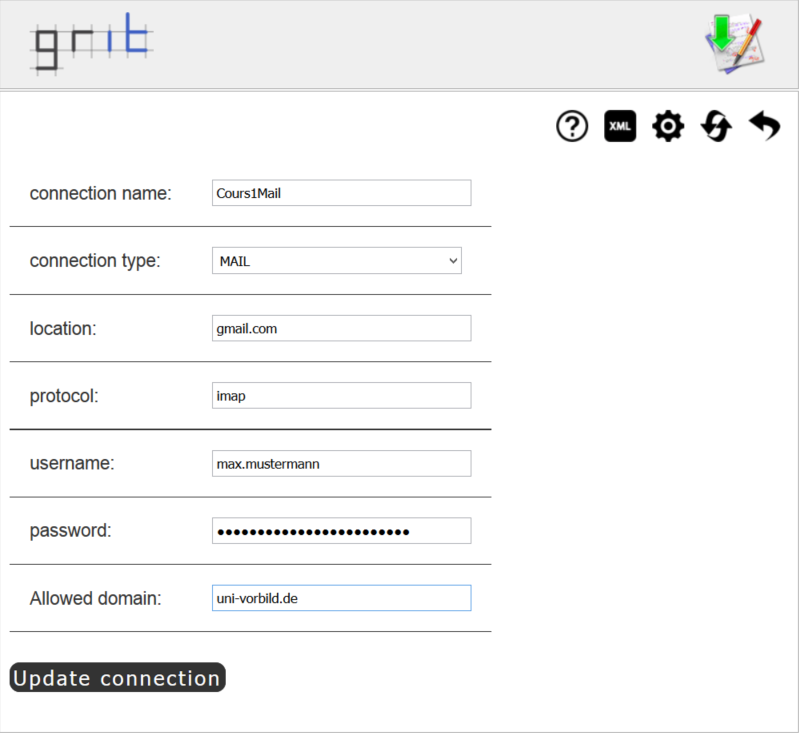 grit
?
XML
connection name: Cours1Mail
connection type: MAIL
location: gmail.com
protocol: imap
username: max.mustermann
password: •••••••••••••••••••••••••
Allowed domain: uni-vorbild.de
Update connection